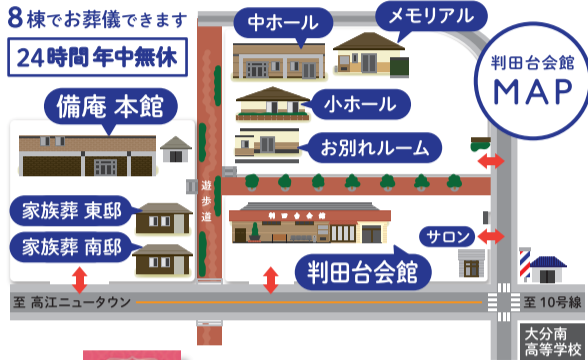 8棟でお葬儀できます
24時間 年中無休
中ホール
メモリアル
判田台会館
MAP
備庵 本館
小ホール
お別れルーム
遊歩道
家族葬 東邸
家族葬 南邸
判田台会館
サロン
判田台会館
至 高江ニュータウン
至 10号線
大分南
高等学校